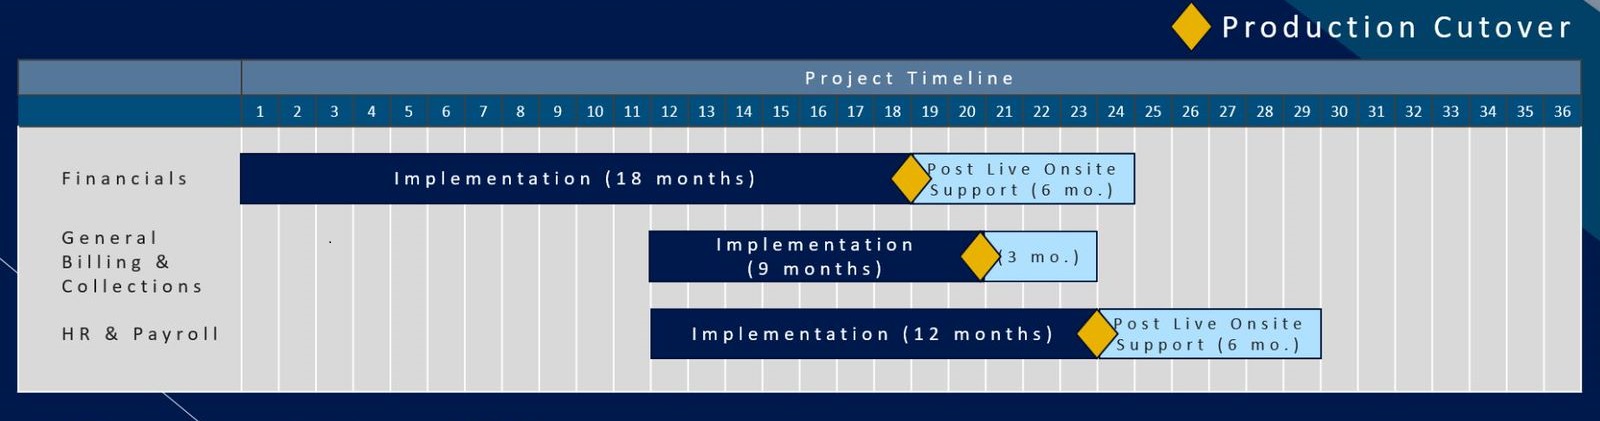 Production Cutover
Project Timeline
1 2 3 4 5 6 7 8 9 10 11 12 13 14 15 16 17 18 19 20 21 22 23 24 25 26 27 28 29 30 31 32 33 34 35 36
Financials
Implementation (18 months)
Post Live Onsite
Support (6 mo.)
General
Billing &
Collections
Implementation
(9 months)
(3 mo.)
HR & Payroll
Implementation (12 months)
Post Live Onsite
Support (6 mo.)